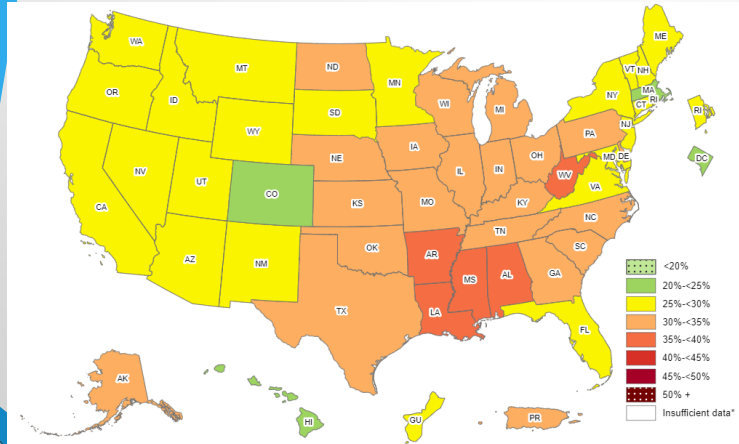 WA
OR
CA
NV
ID
MT
WY
UT
AZ
CO
NM
ND
SD
NE
KS
OK
TX
MN
IA
MO
AR
LA
WI
IL
MS
MI
IN
OH
KY
TN
AL
GA
FL
SC
NC
VA
WV
PA
NY
VT
NH
ME
MA
RI
CT
NJ
MD
DE
RI
DC
AK
HI
GU
PR
<20%
20%-<25%
25%-<30%
30%-<35%
35%-<40%
40%-<45%
45%-<50%
50% +
Insufficient data*